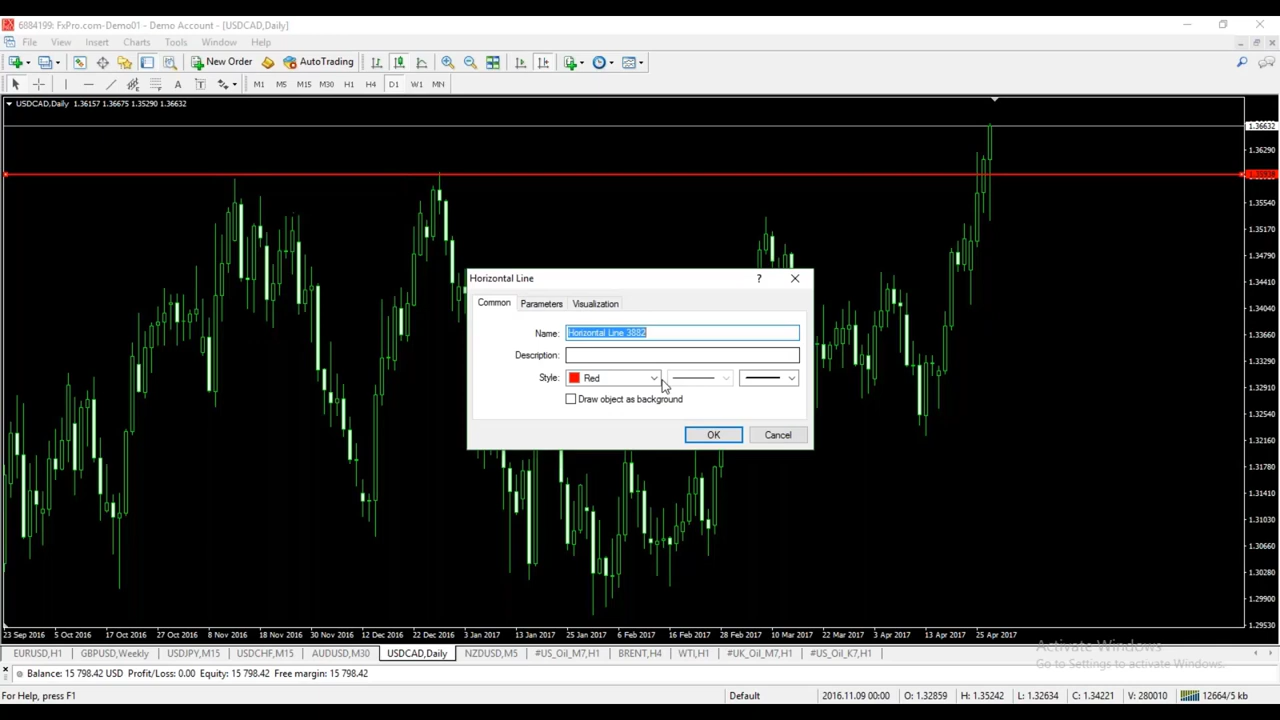 6884199: FxPro.com-Demo01 - Demo Account - [USDCAD,Daily]
File View Insert Charts Tools Window Help
New Order AutoTrading
A T M1 M5 M15 M30 H1 H4 D1 W1 MN
USDCAD,Daily 1.36157 1.36675 1.35290 1.36632
1.36632
1.36290
1.35554
1.35170
1.34790
1.34410
1.34040
1.33660
1.33290
1.32910
1.32540
1.32160
1.31780
1.31410
1.31030
1.30660
1.30280
1.29900
1.29530
Horizontal Line
?
Common Parameters Visualization
Name: Horizontal Line 3882
Description:
Style: Red
Draw object as background
OK Cancel
23 Sep 2016 5 Oct 2016 17 Oct 2016 27 Oct 2016 8 Nov 2016 18 Nov 2016 30 Nov 2016 12 Dec 2016 22 Dec 2016 3 Jan 2017 13 Jan 2017 25 Jan 2017 6 Feb 2017 16 Feb 2017 28 Feb 2017 10 Mar 2017 22 Mar 2017 3 Apr 2017 13 Apr 2017 25 Apr 2017
EURUSD,H1 GBPUSD,Weekly USDJPY,M15 USDCHF,M15 AUDUSD,M30 USDCAD,Daily NZDUSD,M5 #US_Oil_M7,H1 BRENT,H4 WTI,H1 #UK_Oil_M7,H1 #US_Oil_K7,H1
Activate Windows
Go to Settings to activate Windows.
Balance: 15 798.42 USD Profit/Loss: 0.00 Equity: 15 798.42 Free margin: 15 798.42
For Help, press F1 Default 2016.11.09 00:00 O: 1.32859 H: 1.35242 L: 1.32634 C: 1.34221 V: 280010 12664/5 kb